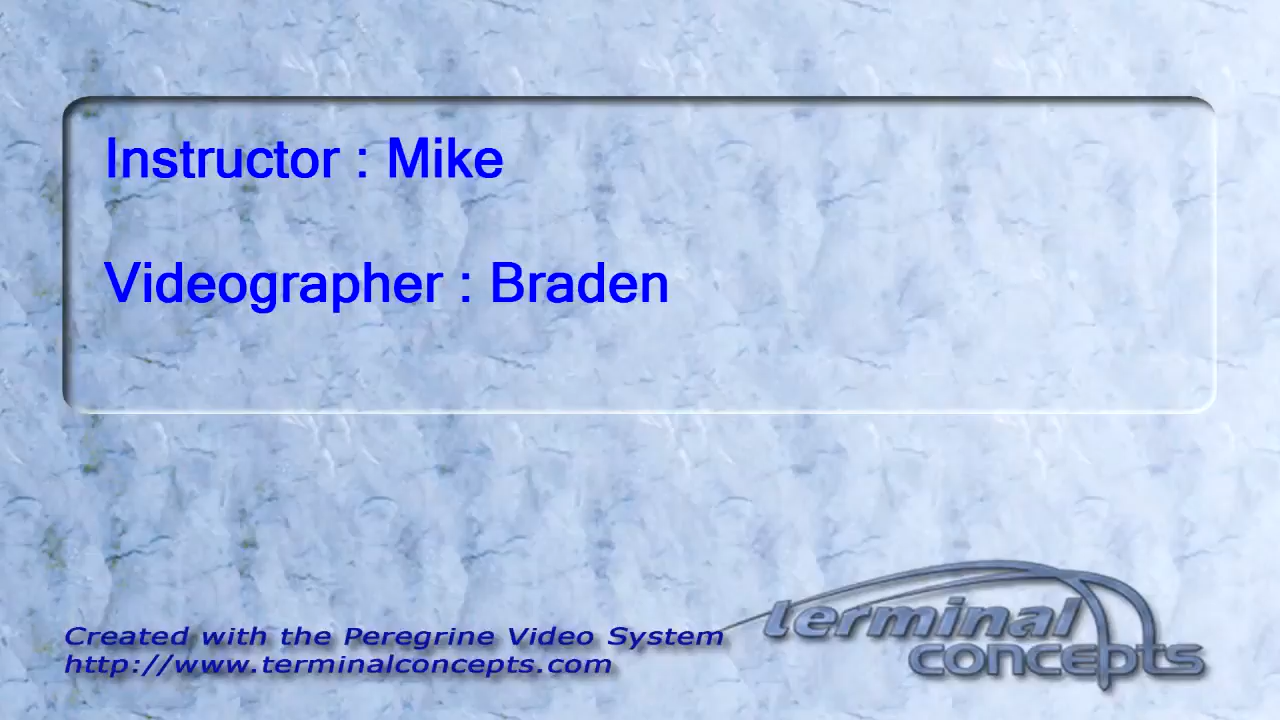 Instructor : Mike
Videographer : Braden
Created with the Peregrine Video System
http://www.terminalconcepts.com
terminal
concepts